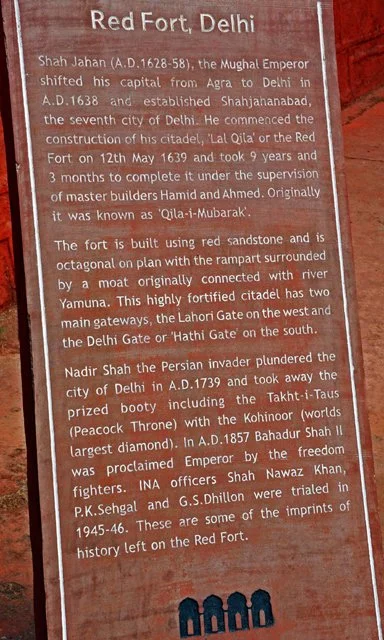 Red Fort, Delhi
Shah Jahan (A.D.1628-58), the Mughal Emperor
shifted his capital from Agra to Delhi in
A.D.1638 and established Shahjananabad,
the seventh city of Delhi. He commenced the
construction of his citadel, 'Lal Qila' or the Red
Fort on 12th May 1639 and took 9 years and
3 months to complete it under the supervision
of master builders Hamid and Ahmed. Originally
it was known as 'Qila-i-Mubarak'.
The fort is built using red sandstone and is
octagonal on plan with the rampart surrounded
by a moat originally connected with river
Yamuna. This highly fortified citadel has two
main gateways, the Lahori Gate on the west and
the Delhi Gate or 'Hathi Gate' on the south.
Nadir Shah the Persian invader plundered the
city of Delhi in A.D.1739 and took away the
prized booty including the Takht-i-Taus
(Peacock Throne) with the Kohinoor (worlds
largest diamond). In A.D.1857 Bahadur Shah II
was proclaimed Emperor by the freedom
fighters. INA officers Shah Nawaz Khan,
P.K.Sehgal and G.S.Dhillon were trialed in
1945-46. These are some of the imprints of
history left on the Red Fort.